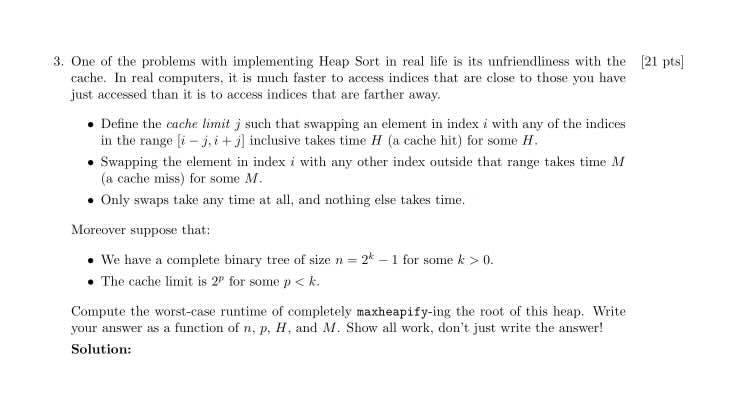 3. One of the problems with implementing Heap Sort in real life is its unfriendliness with the [21 pts]
cache. In real computers, it is much faster to access indices that are close to those you have
just accessed than it is to access indices that are farther away.
• Define the cache limit j such that swapping an element in index i with any of the indices
in the range [i − j, i + j] inclusive takes time H (a cache hit) for some H.
• Swapping the element in index i with any other index outside that range takes time M
(a cache miss) for some M.
• Only swaps take any time at all, and nothing else takes time.
Moreover suppose that:
• We have a complete binary tree of size n = 2^k − 1 for some k > 0.
• The cache limit is 2^p for some p < k.
Compute the worst-case runtime of completely maxheapify-ing the root of this heap. Write
your answer as a function of n, p, H, and M. Show all work, don't just write the answer!
Solution: